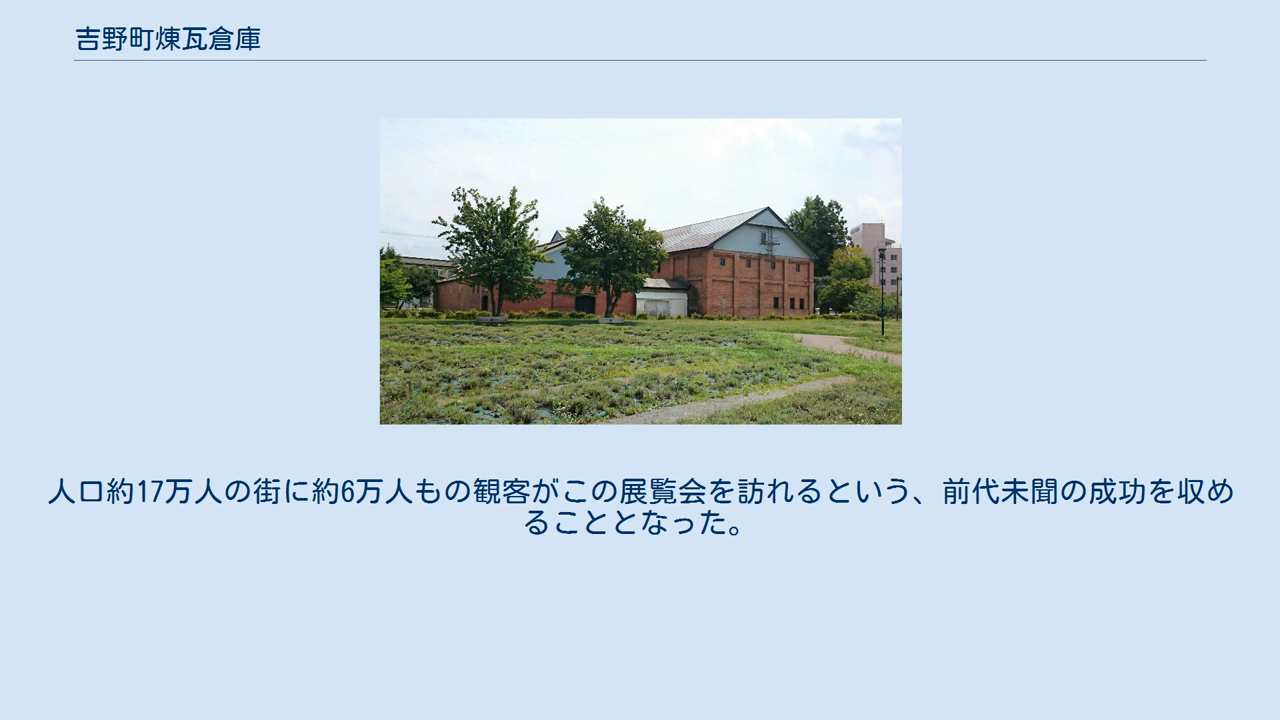 吉野町煉瓦倉庫
人口約17万人の街に約6万人もの観客がこの展覧会を訪れるという、前代未聞の成功を収め
ることとなった。